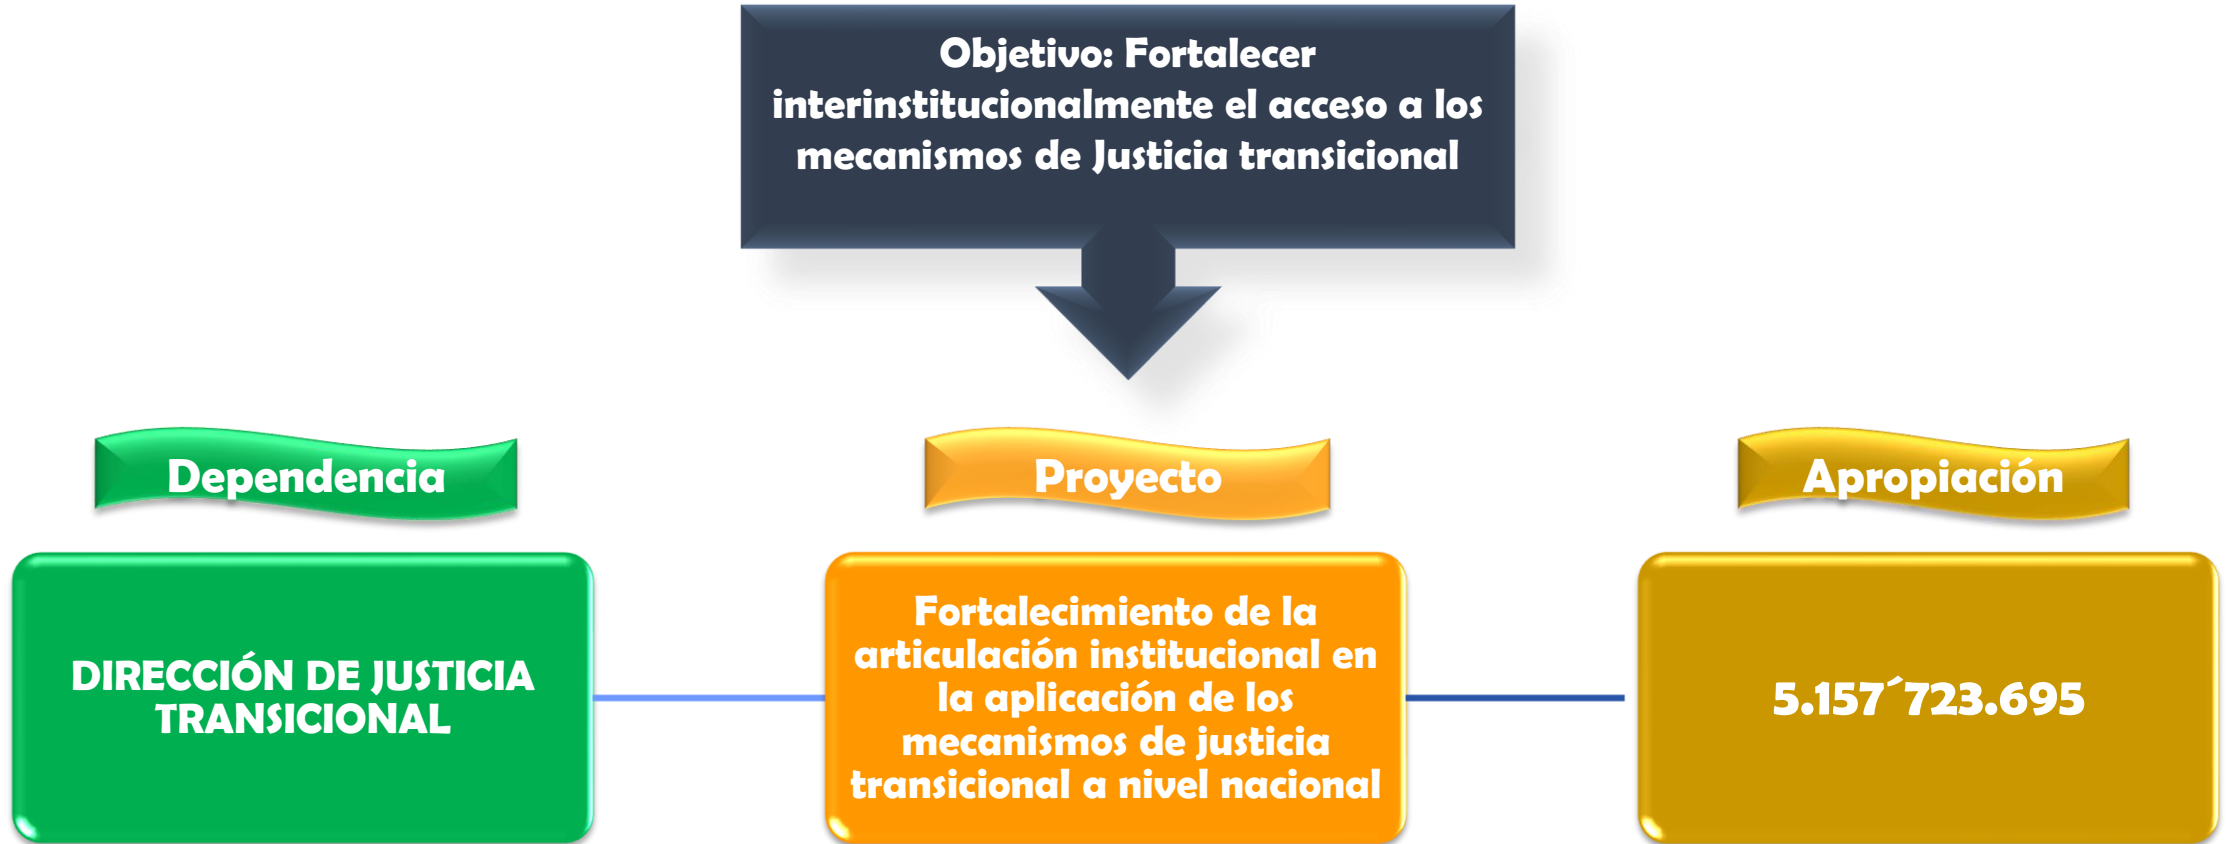 Objetivo: Fortalecer
interinstitucionalmente el acceso a los
mecanismos de Justicia transicional
Dependencia
Proyecto
Apropiación
DIRECCIÓN DE JUSTICIA
TRANSICIONAL
Fortalecimiento de la
articulación institucional en
la aplicación de los
mecanismos de justicia
transicional a nivel nacional
5.157´723.695